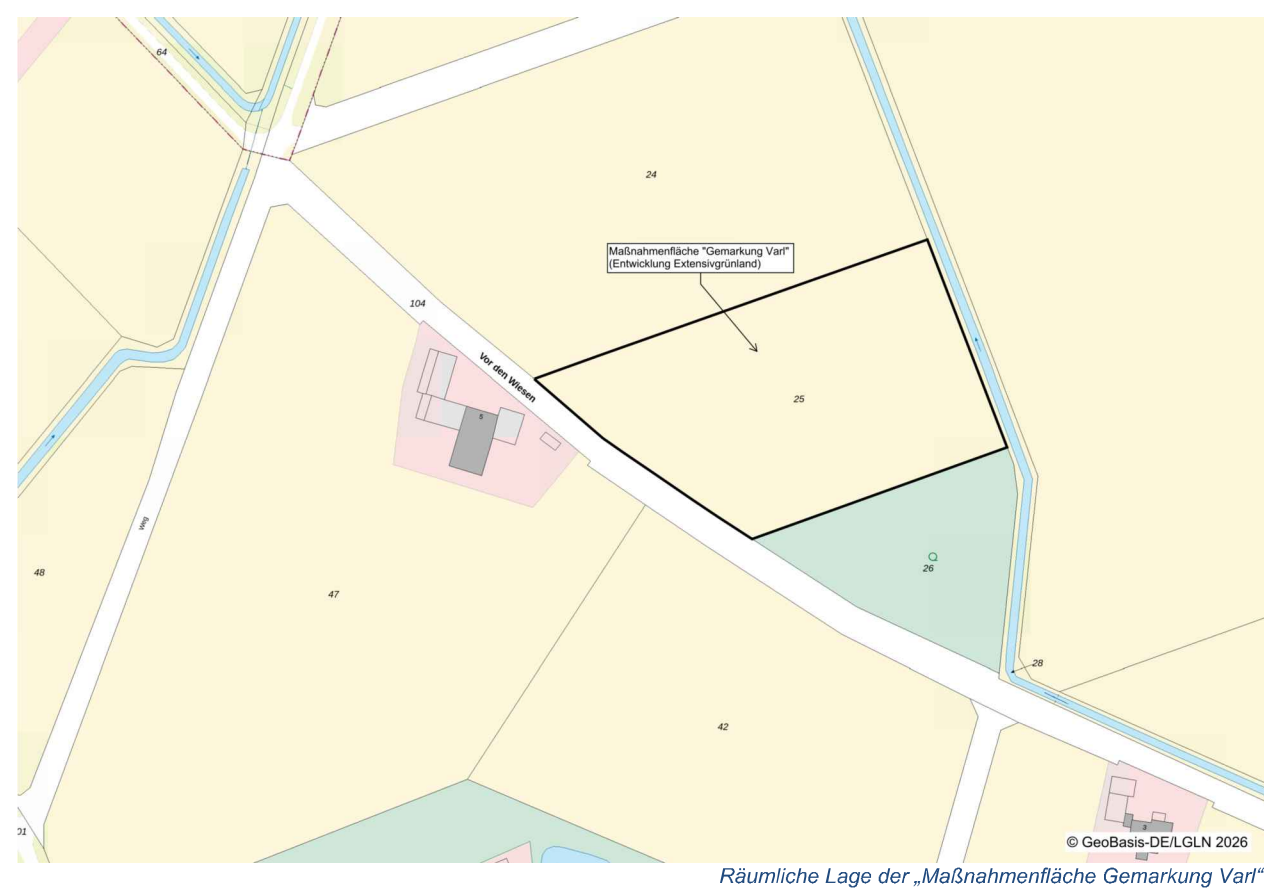 64
24
Maßnahmenfläche "Gemarkung Varl"
(Entwicklung Extensivgrünland)
104
Vor den Wiesen
25
5
Weg
26
48
47
28
42
01
3
© GeoBasis-DE/LGLN 2026
Räumliche Lage der „Maßnahmenfläche Gemarkung Varl“